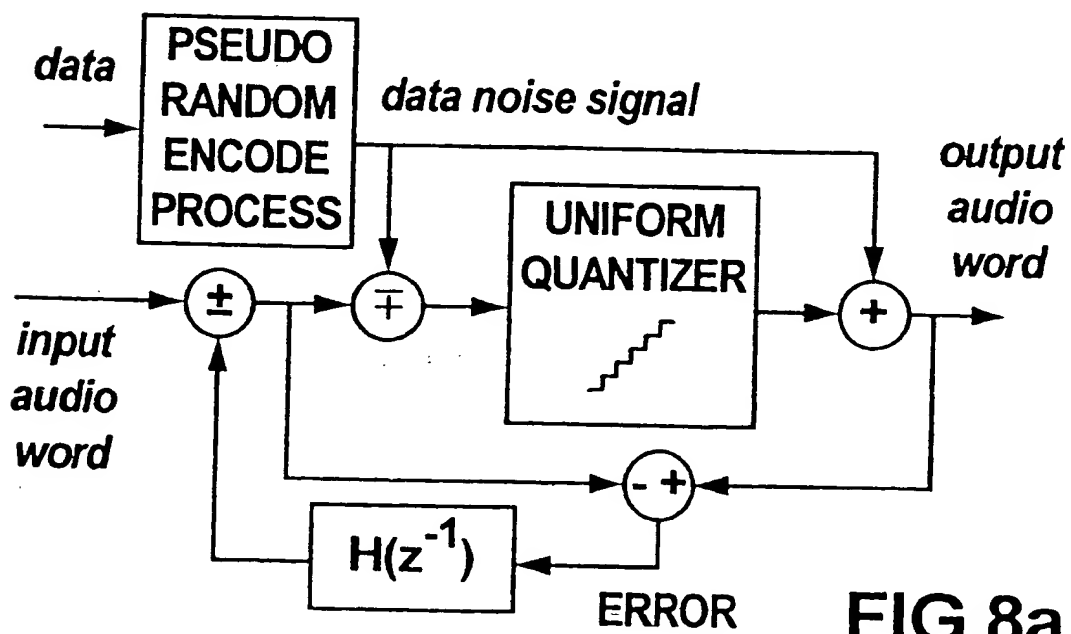 data
PSEUDO
RANDOM
ENCODE
PROCESS
data noise signal
output
audio
word
UNIFORM
QUANTIZER
±
∓
+
input
audio
word
- +
H(z⁻¹)
ERROR
FIG 8a